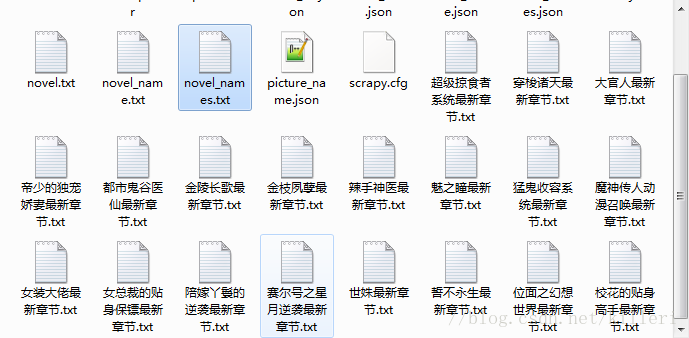 r
on
.json
e.json
es.json
novel.txt
novel_nam
e.txt
novel_nam
es.txt
picture_na
me.json
scrapy.cfg
超级掠食者
系统最新章
节.txt
穿梭诸天最
新章节.txt
大官人最新
章节.txt
帝少的独宠
娇妻最新章
节.txt
都市鬼谷医
仙最新章
节.txt
金陵长歌最
新章节.txt
金枝夙孽最
新章节.txt
辣手神医最
新章节.txt
魅之瞳最新
章节.txt
猛鬼收容系
统最新章
节.txt
魔神传人动
漫召唤最新
章节.txt
女装大佬最
新章节.txt
女总裁的贴
身保镖最新
章节.txt
陪嫁丫鬟的
逆袭最新章
节.txt
塞尔号之星
月逆袭最新
章节.txt
世姝最新章
节.txt
誓不永生最
新章节.txt
位面之幻想
世界最新章
节.txt
校花的贴身
高手最新章
节.txt